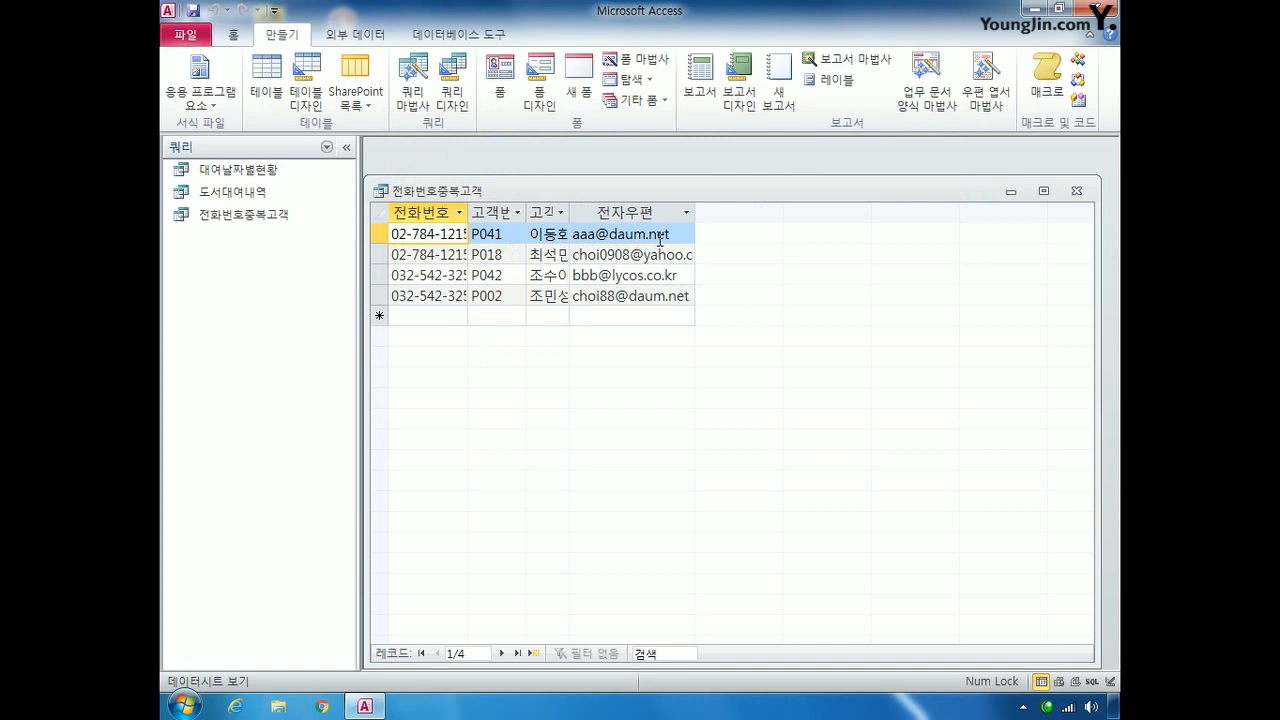 Microsoft Access
Younglin.com Y.
파일 홈 만들기 외부 데이터 데이터베이스 도구
응용 프로그램 요소
테이블
테이블 디자인
SharePoint 목록
쿼리 마법사
쿼리 디자인
폼
폼 디자인
새 폼
폼 마법사
탐색
기타 폼
보고서
보고서 디자인
새 보고서
보고서 마법사
레이블
업무 문서 양식 마법사
우편 엽서 마법사
매크로
서식 파일 테이블 쿼리 폼 보고서 매크로 및 코드
쿼리
대여날짜별현황
도서대여내역
전화번호중복고객
전화번호중복고객
전화번호 고객번 고객 전자우편
02-784-1215 P041 이동호 aaa@daum.net
02-784-1215 P018 최석민 choi0908@yahoo.c
032-542-325 P042 조수아 bbb@lycos.co.kr
032-542-325 P002 조민성 choi88@daum.net
레코드: 1/4 필터 없음 검색
데이터시트 보기 Num Lock SQL